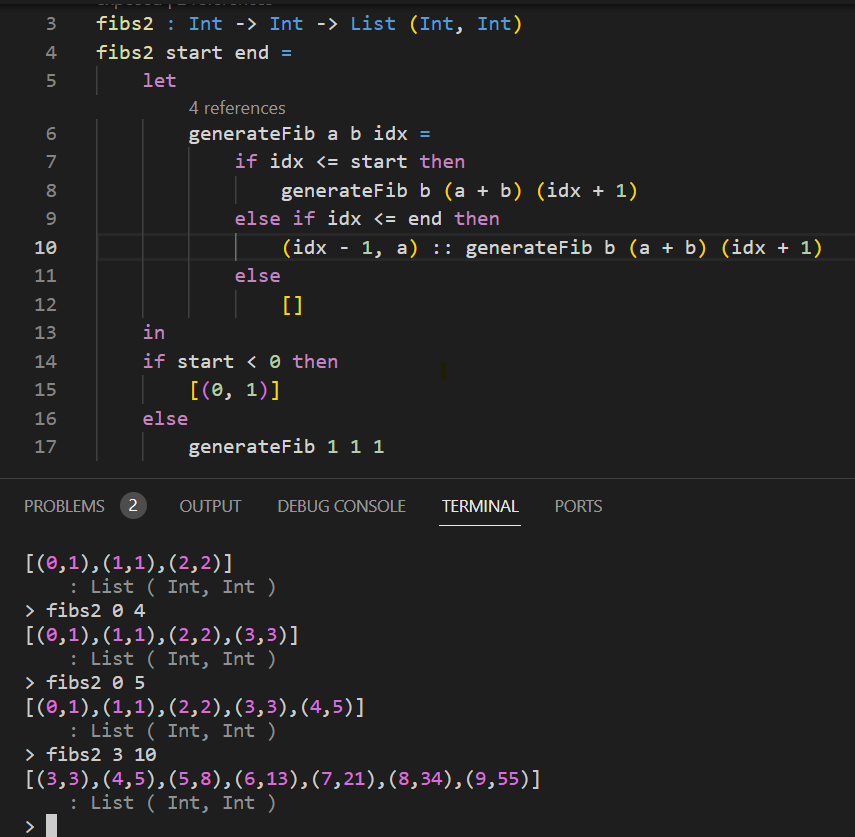 3 fibs2 : Int -> Int -> List (Int, Int)
4 fibs2 start end =
5 let
4 references
6 generateFib a b idx =
7 if idx <= start then
8 generateFib b (a + b) (idx + 1)
9 else if idx <= end then
10 (idx - 1, a) :: generateFib b (a + b) (idx + 1)
11 else
12 []
13 in
14 if start < 0 then
15 [(0, 1)]
16 else
17 generateFib 1 1 1
PROBLEMS 2 OUTPUT DEBUG CONSOLE TERMINAL PORTS
[(0,1),(1,1),(2,2)]
: List ( Int, Int )
> fibs2 0 4
[(0,1),(1,1),(2,2),(3,3)]
: List ( Int, Int )
> fibs2 0 5
[(0,1),(1,1),(2,2),(3,3),(4,5)]
: List ( Int, Int )
> fibs2 3 10
[(3,3),(4,5),(5,8),(6,13),(7,21),(8,34),(9,55)]
: List ( Int, Int )
>